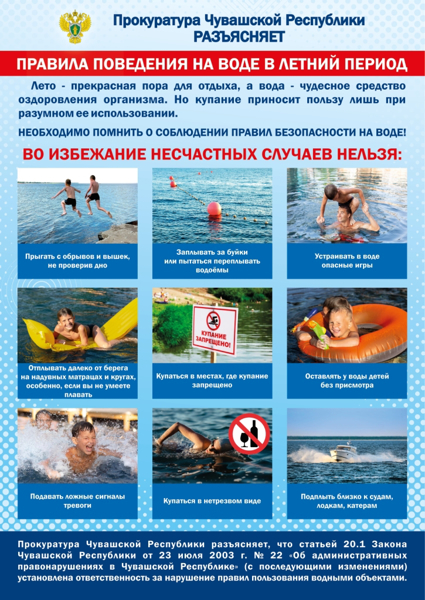 Прокуратура Чувашской Республики
РАЗЪЯСНЯЕТ
ПРАВИЛА ПОВЕДЕНИЯ НА ВОДЕ В ЛЕТНИЙ ПЕРИОД
Лето - прекрасная пора для отдыха, а вода - чудесное средство
оздоровления организма. Но купание приносит пользу лишь при
разумном ее использовании.
НЕОБХОДИМО ПОМНИТЬ О СОБЛЮДЕНИИ ПРАВИЛ БЕЗОПАСНОСТИ НА ВОДЕ!
ВО ИЗБЕЖАНИЕ НЕСЧАСТНЫХ СЛУЧАЕВ НЕЛЬЗЯ:
Прыгать с обрывов и вышек,
не проверив дно
Заплывать за буйки
или пытаться переплывать
водоёмы
Устраивать в воде
опасные игры
КУПАНИЕ
ЗАПРЕЩЕНО!
Отплывать далеко от берега
на надувных матрацах и кругах,
особенно, если вы не умеете
плавать
Купаться в местах, где купание
запрещено
Оставлять у воды детей
без присмотра
Подавать ложные сигналы
тревоги
Купаться в нетрезвом виде
Подплыть близко к судам,
лодкам, катерам
Прокуратура Чувашской Республики разъясняет, что статьей 20.1 Закона
Чувашской Республики от 23 июля 2003 г. № 22 «Об административных
правонарушениях в Чувашской Республике» (с последующими изменениями)
установлена ответственность за нарушение правил пользования водными объектами.